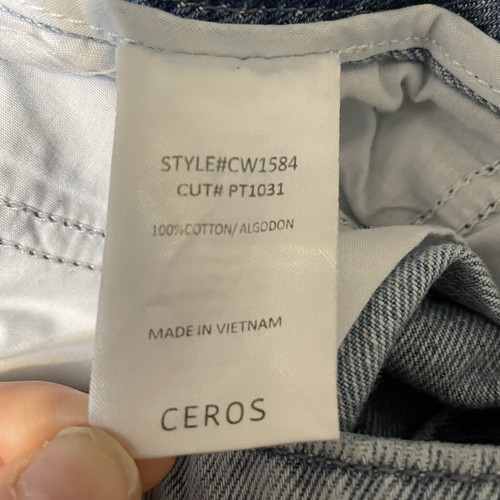 STYLE#CW1584
CUT# PT1031
100%COTTON/ ALGODON
MADE IN VIETNAM
CEROS